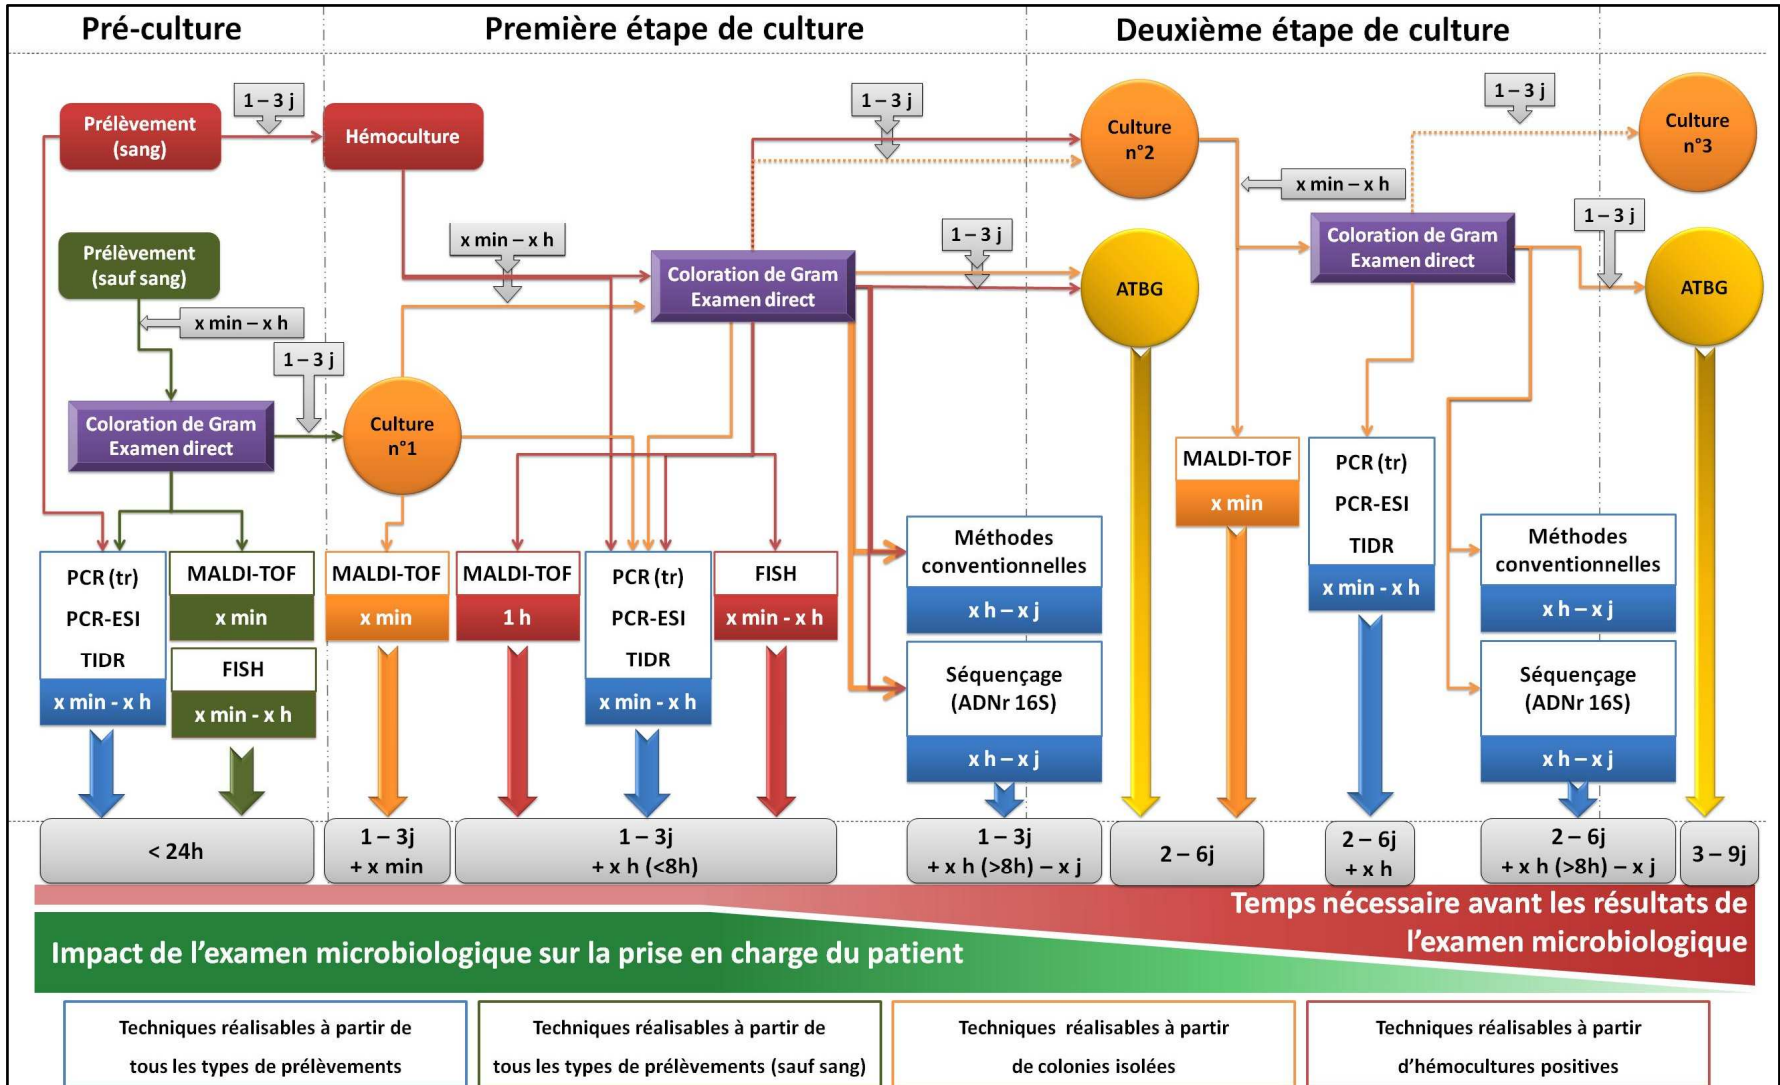 Pré-culture
Première étape de culture
Deuxième étape de culture
1 – 3 j
1 – 3 j
1 – 3 j
Prélèvement
(sang)
Hémoculture
Culture
n°2
Culture
n°3
x min – x h
Prélèvement
(sauf sang)
x min – x h
Coloration de Gram
Examen direct
1 – 3 j
ATBG
Coloration de Gram
Examen direct
1 – 3 j
ATBG
x min – x h
1 – 3 j
Coloration de Gram
Examen direct
Culture
n°1
MALDI-TOF
x min
PCR (tr)
PCR-ESI
TIDR
x min - x h
PCR (tr)
PCR-ESI
TIDR
x min - x h
MALDI-TOF
x min
FISH
x min - x h
MALDI-TOF
x min
MALDI-TOF
1 h
PCR (tr)
PCR-ESI
TIDR
x min - x h
FISH
x min - x h
Méthodes
conventionnelles
x h – x j
Séquençage
(ADNr 16S)
x h – x j
Méthodes
conventionnelles
x h – x j
Séquençage
(ADNr 16S)
x h – x j
< 24h
1 – 3j
+ x min
1 – 3j
+ x h (<8h)
1 – 3j
+ x h (>8h) – x j
2 – 6j
2 – 6j
+ x h
2 – 6j
+ x h (>8h) – x j
3 – 9j
Temps nécessaire avant les résultats de
l'examen microbiologique
Impact de l'examen microbiologique sur la prise en charge du patient
Techniques réalisables à partir de
tous les types de prélèvements
Techniques réalisables à partir de
tous les types de prélèvements (sauf sang)
Techniques réalisables à partir
de colonies isolées
Techniques réalisables à partir
d'hémocultures positives